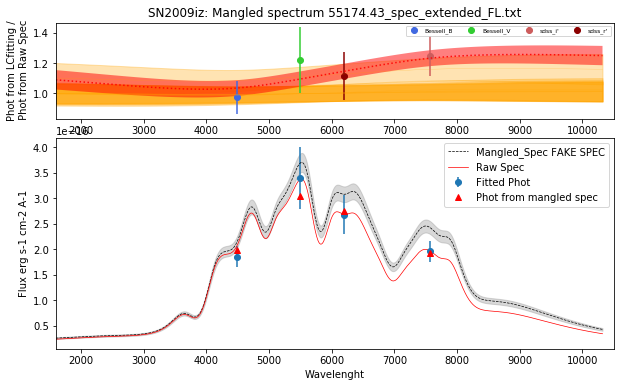 SN2009iz: Mangled spectrum 55174.43_spec_extended_FL.txt
Phot from LCfitting /
Phot from Raw Spec
1.4
1.2
1.0
Bessell_B
Bessell_V
sdss_i'
sdss_r'
2000 3000 4000 5000 6000 7000 8000 9000 10000
1e−16
Flux erg s-1 cm-2 A-1
4.0
3.5
3.0
2.5
2.0
1.5
1.0
0.5
Mangled_Spec FAKE SPEC
Raw Spec
Fitted Phot
Phot from mangled spec
2000 3000 4000 5000 6000 7000 8000 9000 10000
Wavelenght